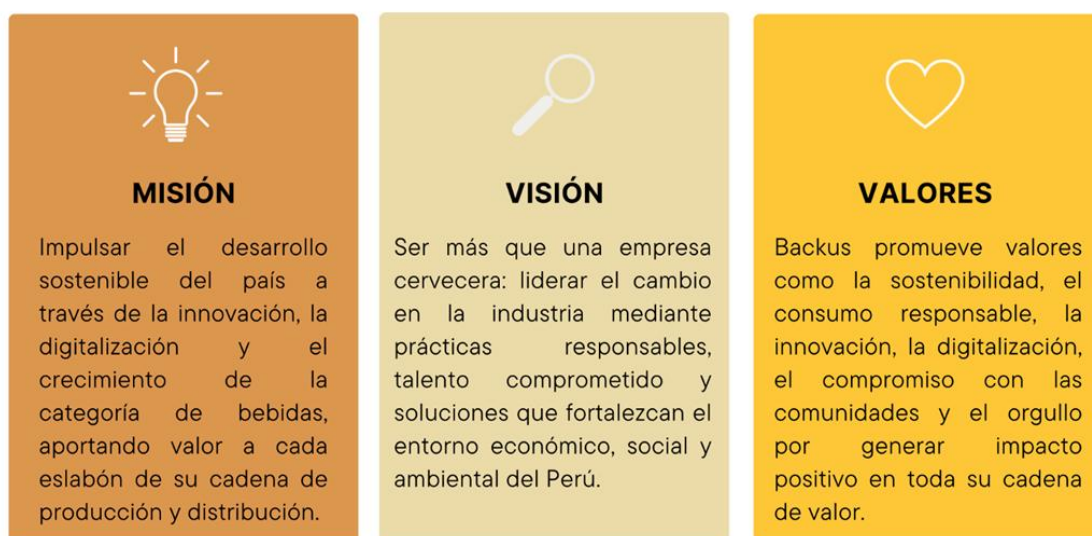 MISIÓN
Impulsar el desarrollo
sostenible del país a
través de la innovación, la
digitalización y el
crecimiento de la
categoría de bebidas,
aportando valor a cada
eslabón de su cadena de
producción y distribución.
VISIÓN
Ser más que una empresa
cervecera: liderar el cambio
en la industria mediante
prácticas responsables,
talento comprometido y
soluciones que fortalezcan el
entorno económico, social y
ambiental del Perú.
VALORES
Backus promueve valores
como la sostenibilidad, el
consumo responsable, la
innovación, la digitalización,
el compromiso con las
comunidades y el orgullo
por generar impacto
positivo en toda su cadena
de valor.